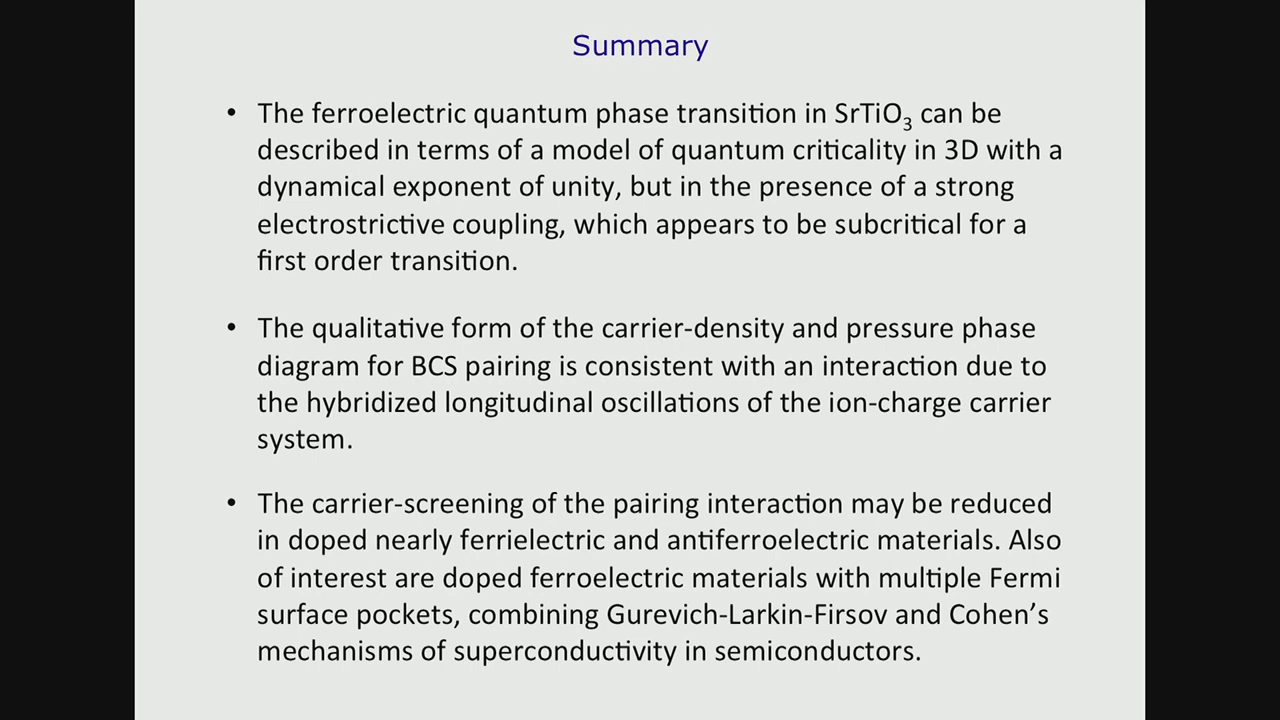 Summary
• The ferroelectric quantum phase transition in SrTiO₃ can be
described in terms of a model of quantum criticality in 3D with a
dynamical exponent of unity, but in the presence of a strong
electrostrictive coupling, which appears to be subcritical for a
first order transition.
• The qualitative form of the carrier-density and pressure phase
diagram for BCS pairing is consistent with an interaction due to
the hybridized longitudinal oscillations of the ion-charge carrier
system.
• The carrier-screening of the pairing interaction may be reduced
in doped nearly ferrielectric and antiferroelectric materials. Also
of interest are doped ferroelectric materials with multiple Fermi
surface pockets, combining Gurevich-Larkin-Firsov and Cohen’s
mechanisms of superconductivity in semiconductors.